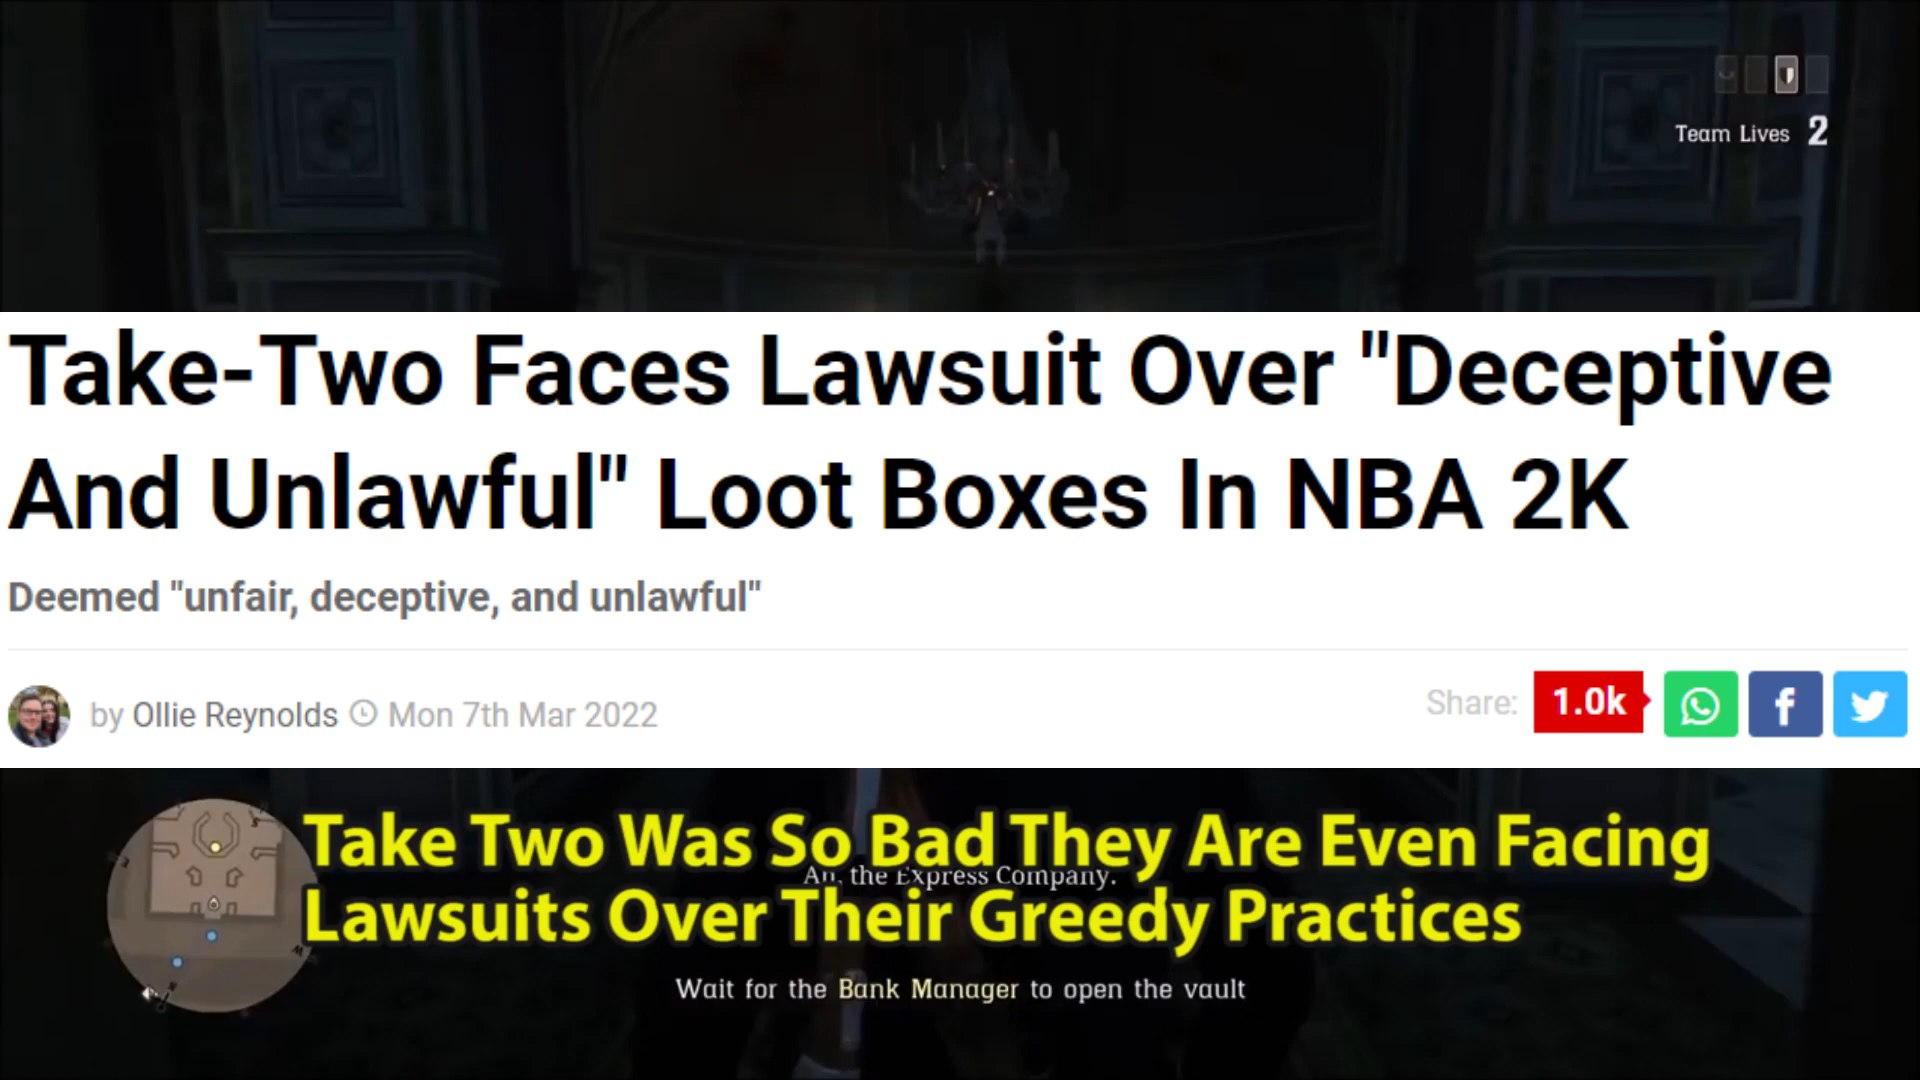 Team Lives 2
Take-Two Faces Lawsuit Over "Deceptive
And Unlawful" Loot Boxes In NBA 2K
Deemed "unfair, deceptive, and unlawful"
by Ollie Reynolds Mon 7th Mar 2022
Share: 1.0k
Take Two Was So Bad They Are Even Facing
the Express Company.
Lawsuits Over Their Greedy Practices
Wait for the Bank Manager to open the vault